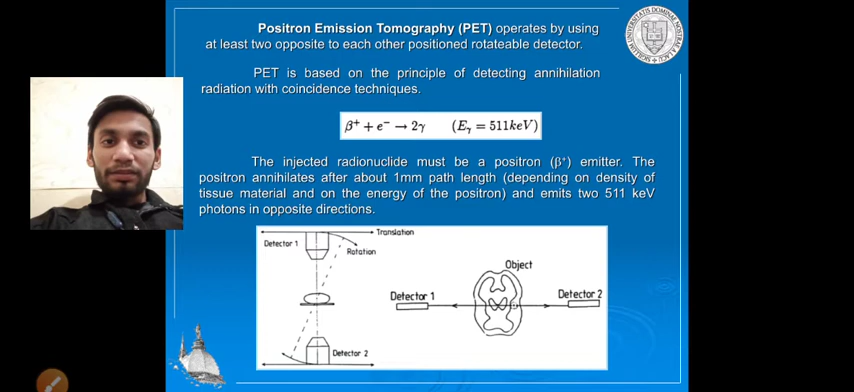 Positron Emission Tomography (PET) operates by using
at least two opposite to each other positioned rotateable detector.
PET is based on the principle of detecting annihilation
radiation with coincidence techniques.
β⁺ + e⁻ → 2γ (Eγ = 511keV)
The injected radionuclide must be a positron (β⁺) emitter. The
positron annihilates after about 1mm path length (depending on density of
tissue material and on the energy of the positron) and emits two 511 keV
photons in opposite directions.
Translation
Detector 1
Rotation
Detector 2
Object
Detector 1
Detector 2